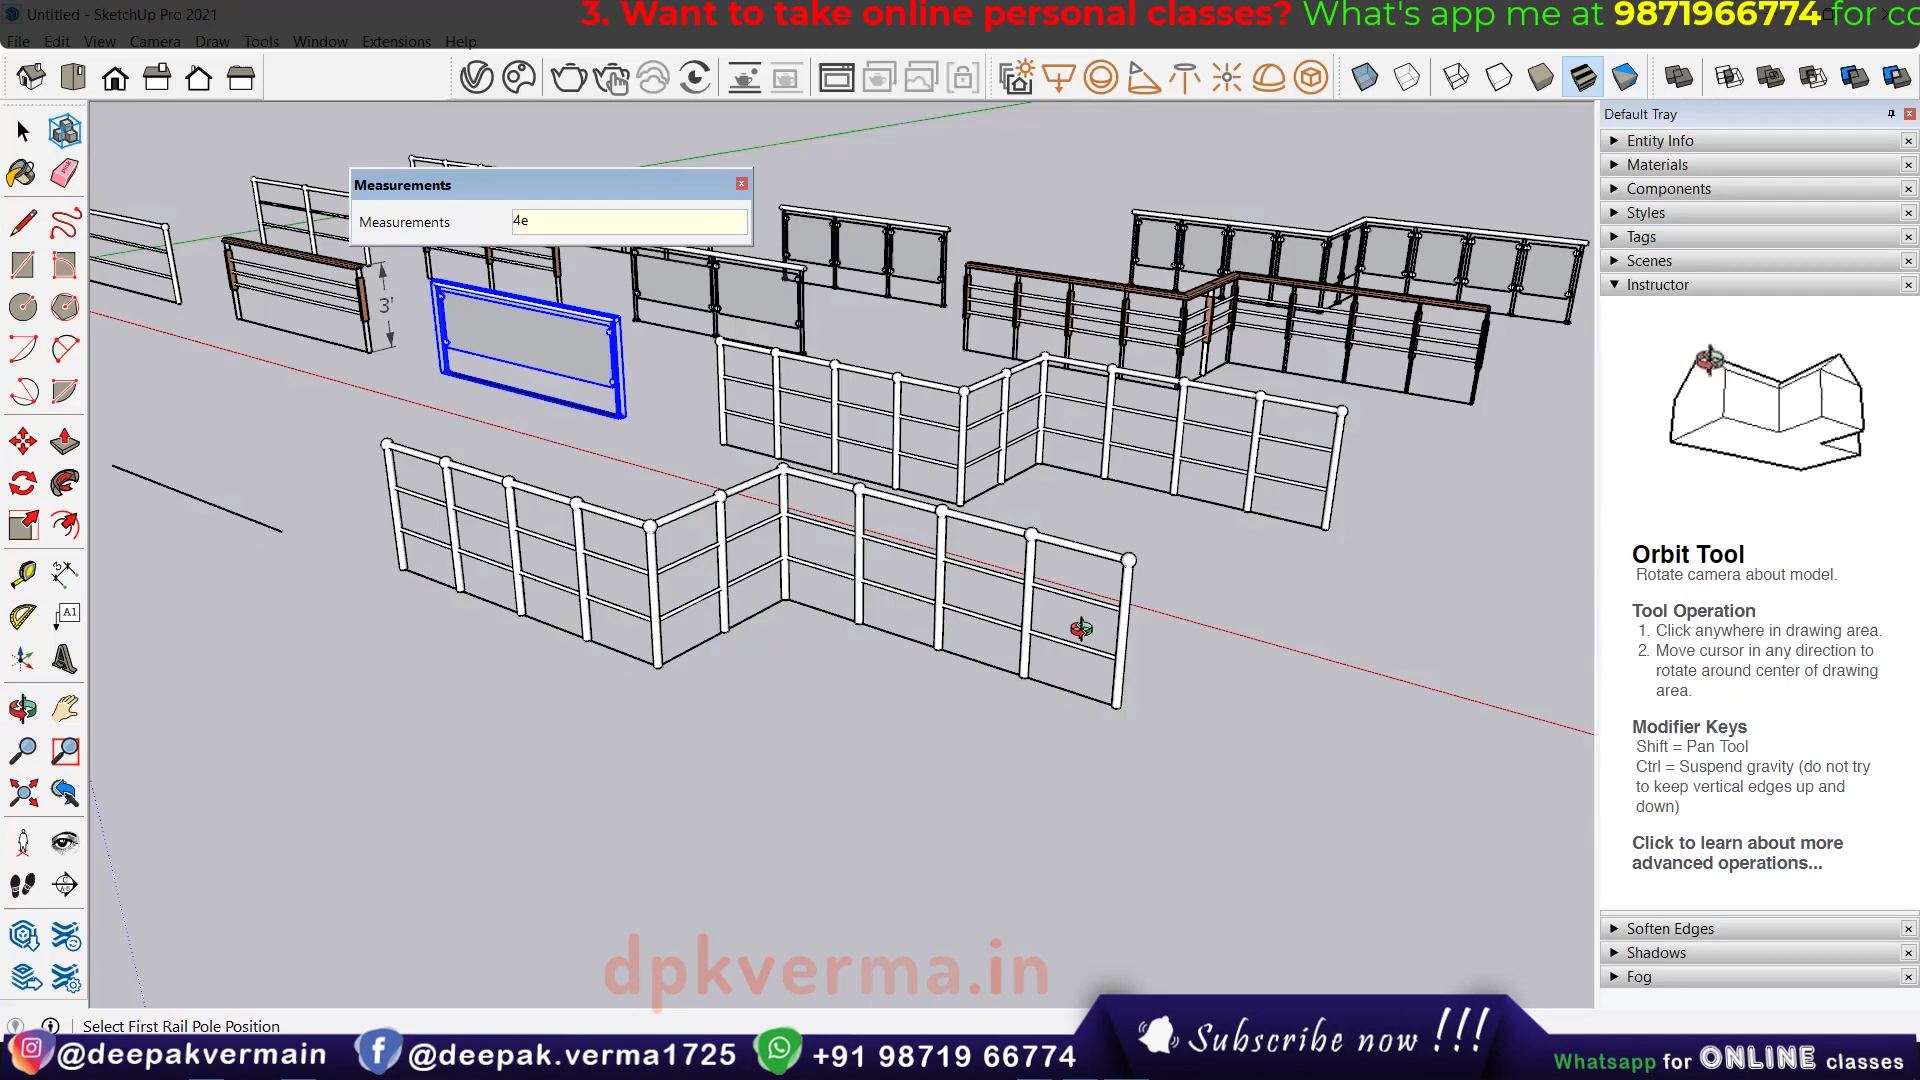 Untitled - SketchUp Pro 2021
3. Want to take online personal classes? What's app me at 9871966774 for co
File Edit View Camera Draw Tools Window Extensions Help
Default Tray
Entity Info
Materials
Components
Styles
Tags
Scenes
Instructor
Measurements
Measurements 4e
3'
A1
Orbit Tool
Rotate camera about model.
Tool Operation
1. Click anywhere in drawing area.
2. Move cursor in any direction to
rotate around center of drawing
area.
Modifier Keys
Shift = Pan Tool
Ctrl = Suspend gravity (do not try
to keep vertical edges up and
down)
Click to learn about more
advanced operations...
Soften Edges
Shadows
Fog
dpkverma.in
Select First Rail Pole Position
@deepakvermain @deepak.verma1725 +91 98719 66774
Subscribe now !!!
Whatsapp for ONLINE classes